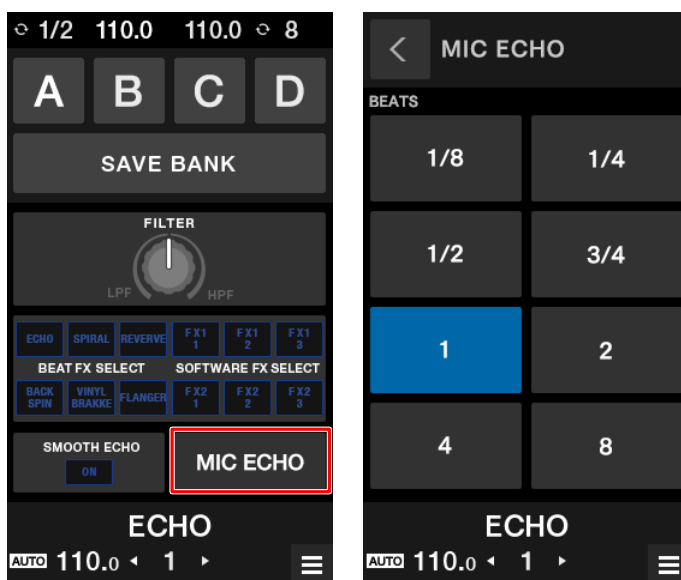 1/2 110.0 110.0 8
A B C D
SAVE BANK
FILTER
LPF HPF
ECHO SPIRAL REVERVE FX1 1 FX1 2 FX1 3
BEAT FX SELECT SOFTWARE FX SELECT
BACK SPIN VINYL BRAKKE FLANGER FX2 1 FX2 2 FX2 3
SMOOTH ECHO
ON
MIC ECHO
ECHO
AUTO 110.0 1
MIC ECHO
BEATS
1/8 1/4
1/2 3/4
1 2
4 8
ECHO
AUTO 110.0 1